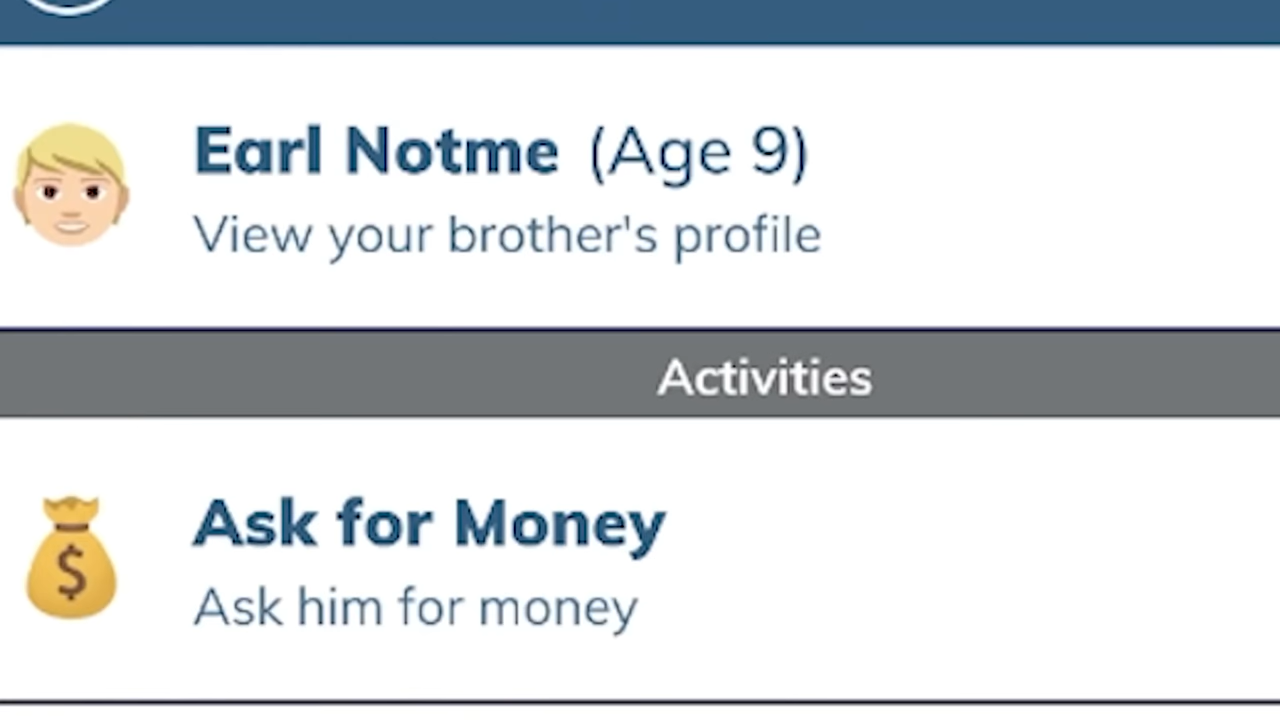 Earl Notme (Age 9)
View your brother's profile
Activities
$
Ask for Money
Ask him for money